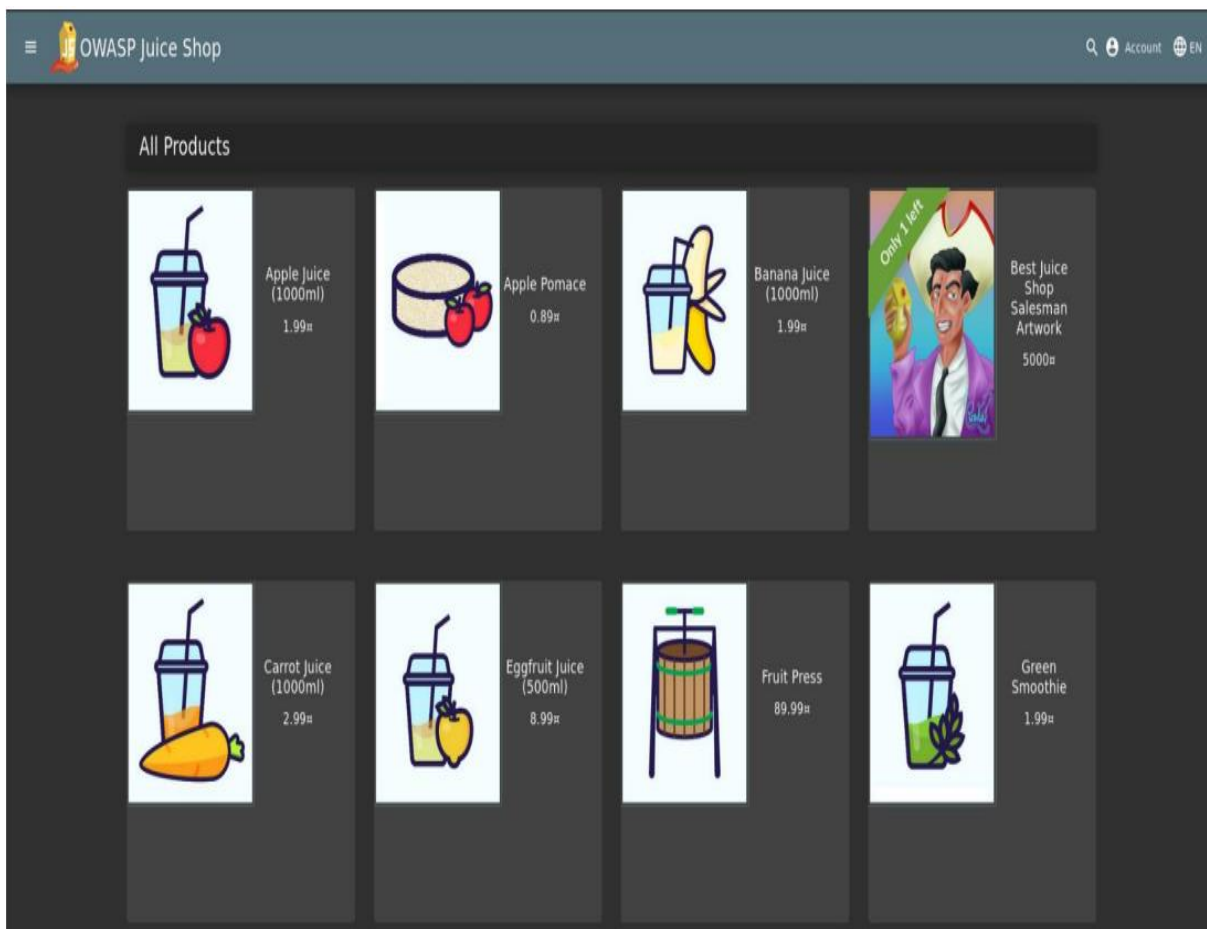 OWASP Juice Shop
Account
EN
All Products
Apple Juice
(1000ml)
1.99¤
Apple Pomace
0.89¤
Banana Juice
(1000ml)
1.99¤
Only 1 left
Best Juice
Shop
Salesman
Artwork
5000¤
Carrot Juice
(1000ml)
2.99¤
Eggfruit Juice
(500ml)
8.99¤
Fruit Press
89.99¤
Green
Smoothie
1.99¤